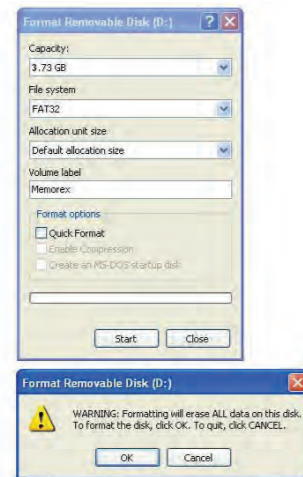 Format Removable Disk (D:)
Capacity:
3.73 GB
File system
FAT32
Allocation unit size
Default allocation size
Volume label
Memorex
Format options
Quick Format
Enable Compression
Create an MS-DOS startup disk
Start Close
Format Removable Disk (D:)
WARNING: Formatting will erase ALL data on this disk.
To format the disk, click OK. To quit, click CANCEL.
OK Cancel